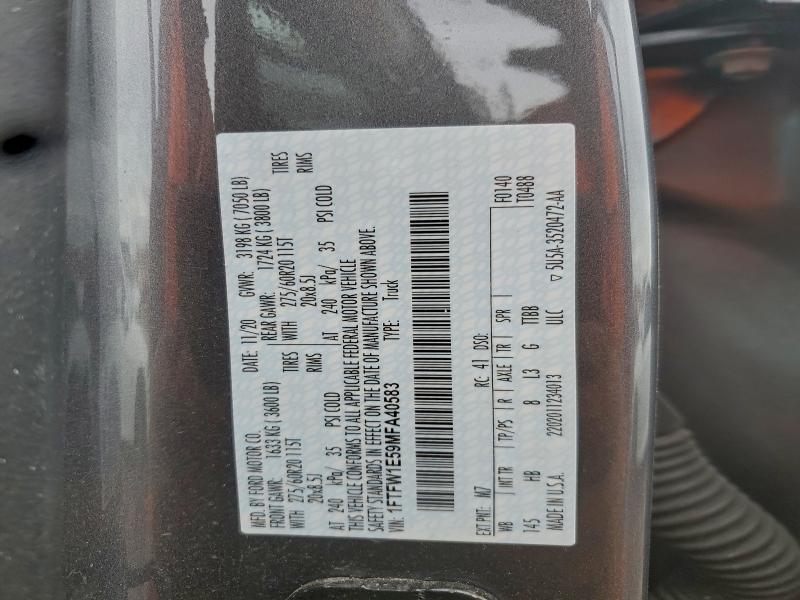 MFD. BY FORD MOTOR CO.
DATE: 11/20 GVWR: 3198 KG ( 7050 LB)
FRONT GAWR: 1633 KG ( 3600 LB) REAR GAWR: 1724 KG ( 3800 LB)
WITH 275/60R20 115T TIRES WITH 275/60R20 115T TIRES
20x8.5J RIMS 20x8.5J RIMS
AT 240 kPa/ 35 PSI COLD AT 240 kPa/ 35 PSI COLD
THIS VEHICLE CONFORMS TO ALL APPLICABLE FEDERAL MOTOR VEHICLE
SAFETY STANDARDS IN EFFECT ON THE DATE OF MANUFACTURE SHOWN ABOVE.
VIN: 1FTFW1E59MFA40583 TYPE: Truck
EXT PNT: M7 RC: 41 DSO: F0140
WB INT TR TP/PS R AXLE TR SPR T0488
145 HB B L3 G TTBB
MADE IN U.S.A. 2202011234013 ULC ▽ 5U5A-3520472-AA